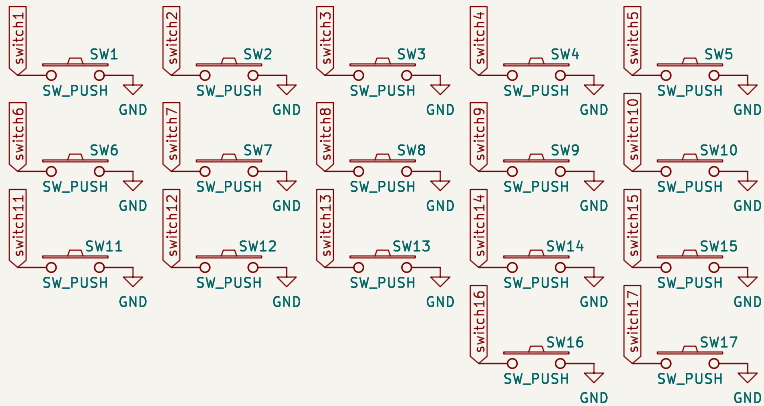 switch1 SW1 SW_PUSH GND
switch2 SW2 SW_PUSH GND
switch3 SW3 SW_PUSH GND
switch4 SW4 SW_PUSH GND
switch5 SW5 SW_PUSH GND
switch6 SW6 SW_PUSH GND
switch7 SW7 SW_PUSH GND
switch8 SW8 SW_PUSH GND
switch9 SW9 SW_PUSH GND
switch10 SW10 SW_PUSH GND
switch11 SW11 SW_PUSH GND
switch12 SW12 SW_PUSH GND
switch13 SW13 SW_PUSH GND
switch14 SW14 SW_PUSH GND
switch15 SW15 SW_PUSH GND
switch16 SW16 SW_PUSH GND
switch17 SW17 SW_PUSH GND